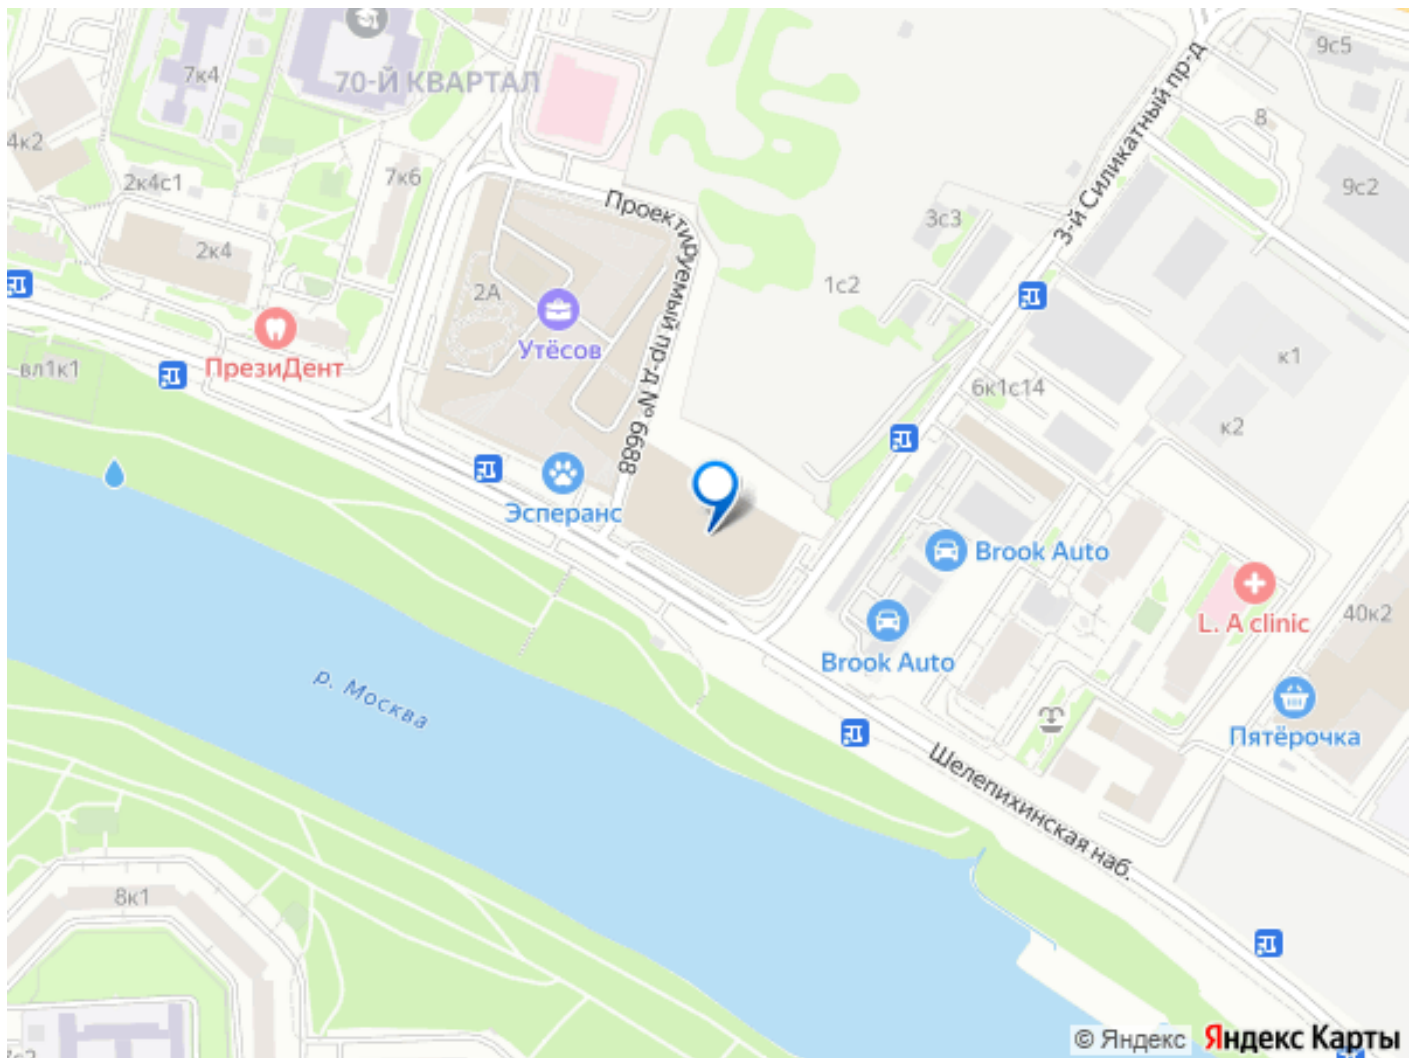 9с5
7к4
70-Й КВАРТАЛ
3-й Силикатный пр-д
8
4к2
2к4с1
7к6
9с2
Проектируемый пр-д № 6688
3с3
2к4
2А
1с2
Утёсов
ПрезиДент
вл1к1
к1
6к1с14
к2
Эсперанс
Brook Auto
L. A clinic
40к2
Brook Auto
р. Москва
Пятёрочка
Шелепихинская наб.
8к1
© Яндекс Яндекс Карты